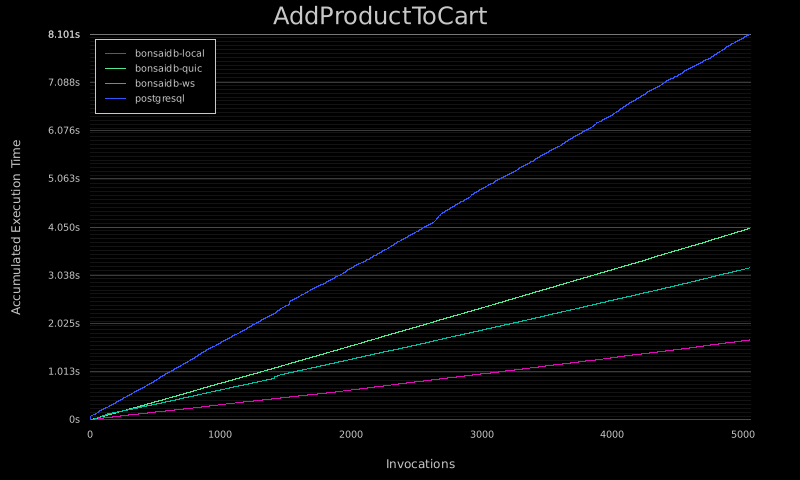 AddProductToCart
8.101s
7.088s
6.076s
5.063s
4.050s
3.038s
2.025s
1.013s
0s
bonsaidb-local
bonsaidb-quic
bonsaidb-ws
postgresql
Accumulated Execution Time
0 1000 2000 3000 4000 5000
Invocations